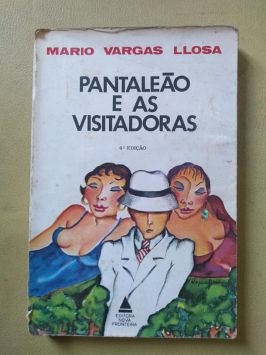 MARIO VARGAS LLOSA
PANTALEÃO
E AS
VISITADORAS
4ª EDIÇÃO
EDITORA
NOVA
FRONTEIRA